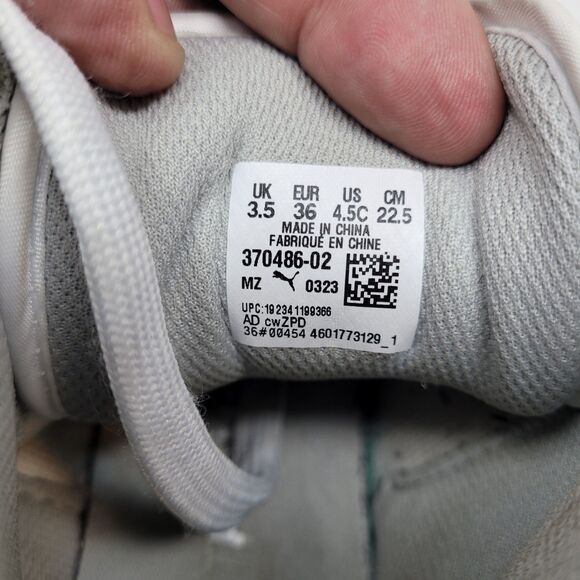 UK EUR US CM
3.5 36 4.5C 22.5
MADE IN CHINA
FABRIQUÉ EN CHINE
370486-02
MZ 0323
UPC:192341199366
AD cwZPD
36#00454 4601773129_1